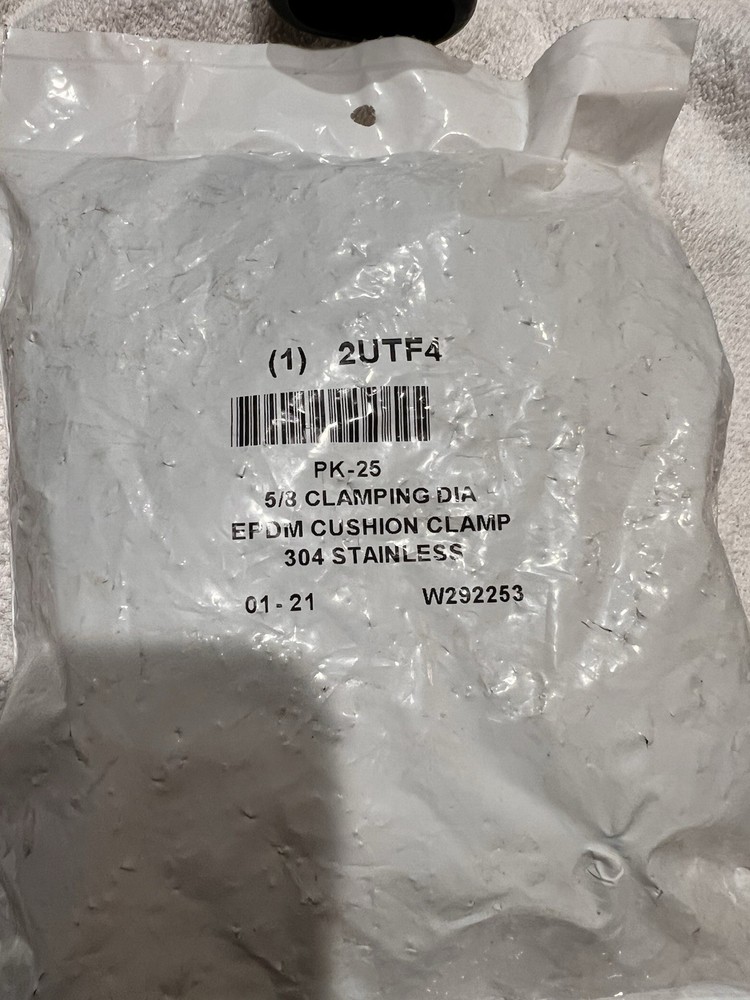 (1) 2UTF4
PK-25
5/8 CLAMPING DIA
EPDM CUSHION CLAMP
304 STAINLESS
01-21 W292253